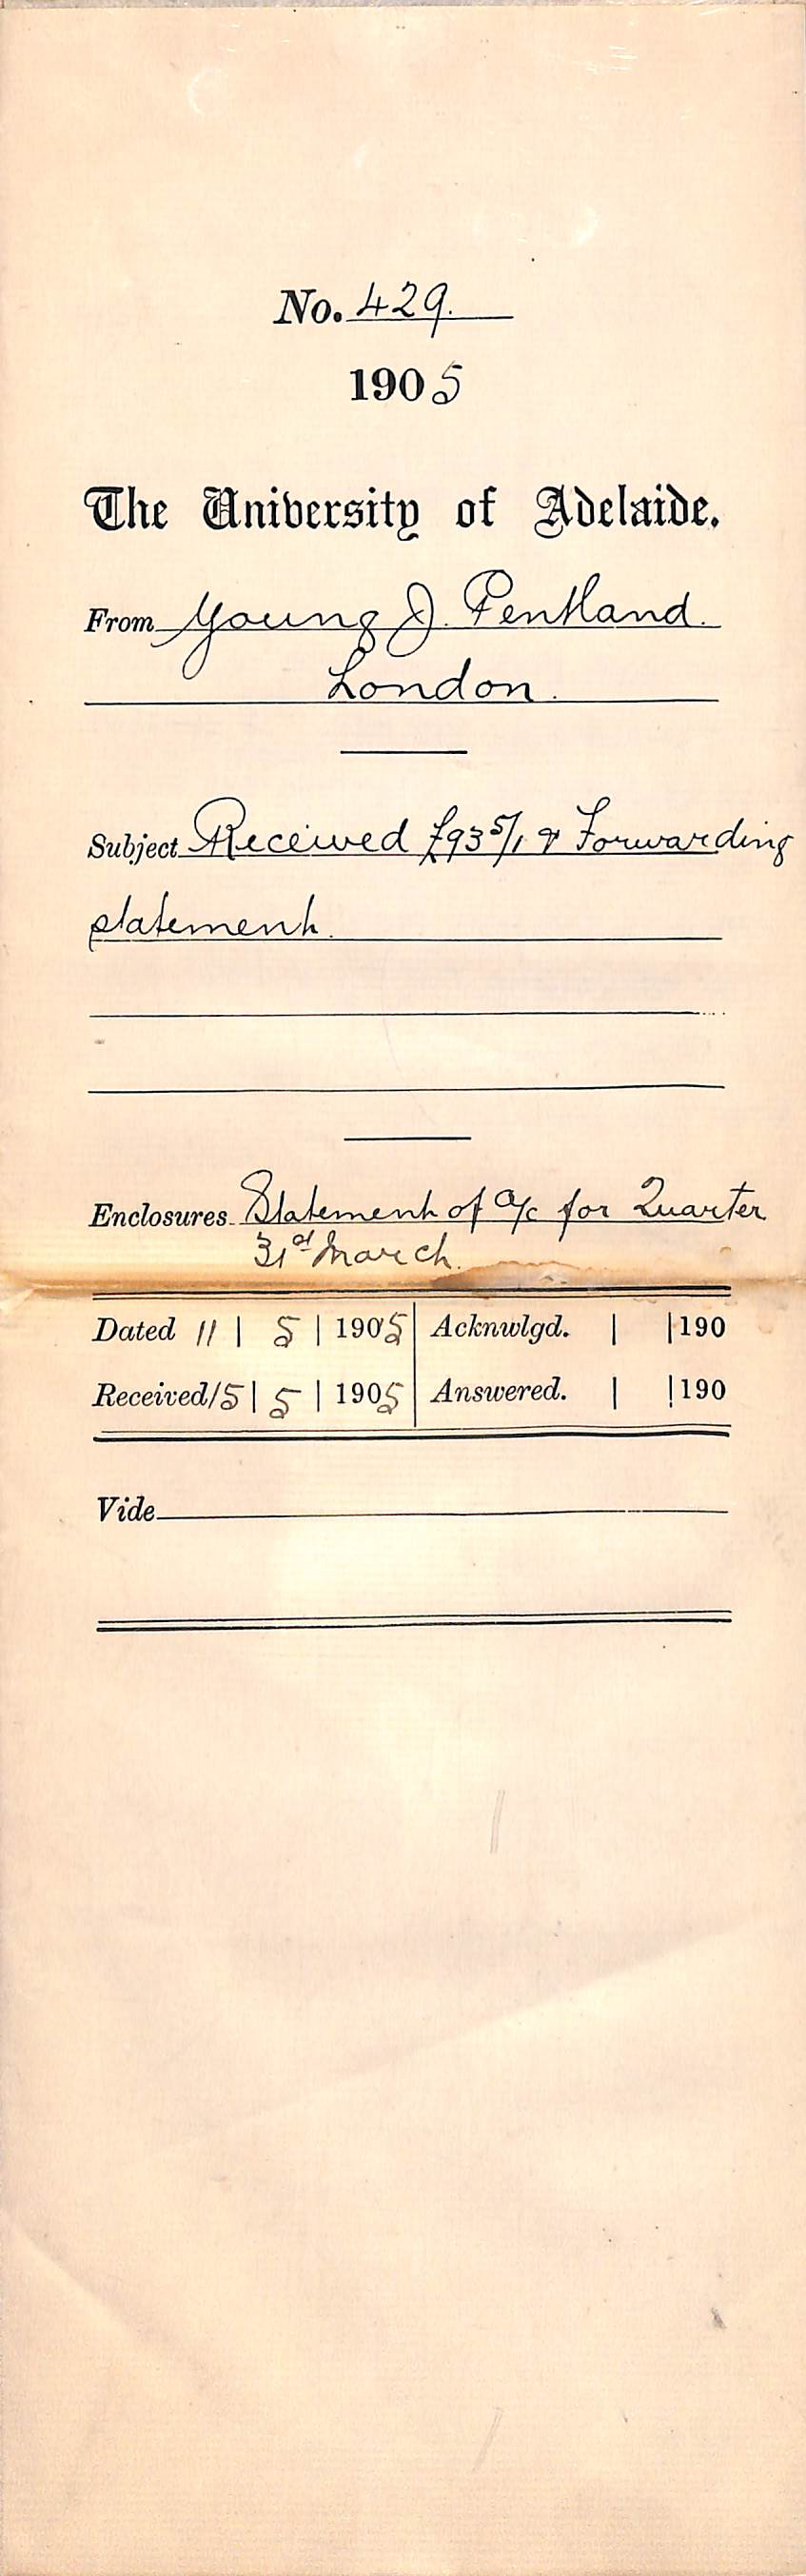 No. 429.
1905
The University of Adelaide.
From Young J. Pentland.
London.
Subject Received £93 5/1 & Forwarding
statement.
Enclosures Statement of a/c for Quarter
31st March.
Dated 11 | 5 | 1905 | Acknwlgd. | | 190
Received 15 | 5 | 1905 | Answered. | | 190
Vide